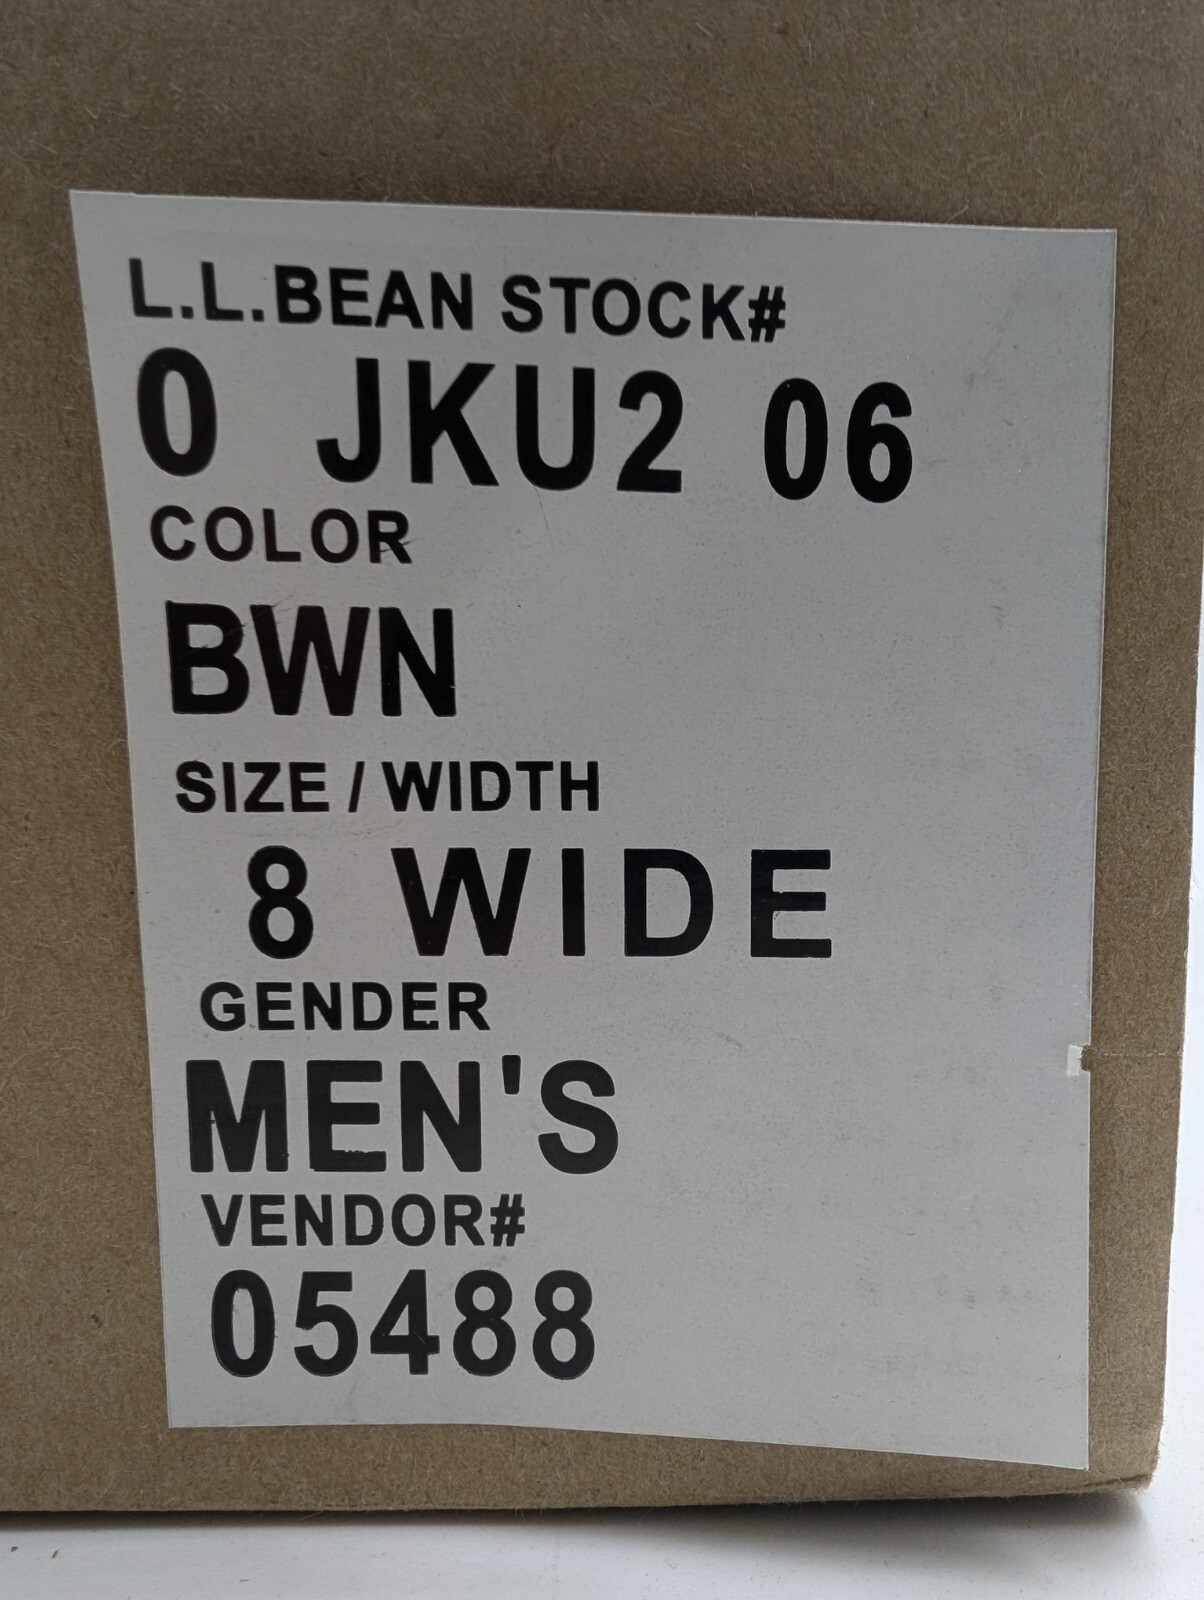 L.L.BEAN STOCK#
0 JKU2 06
COLOR
BWN
SIZE / WIDTH
8 WIDE
GENDER
MEN'S
VENDOR#
05488